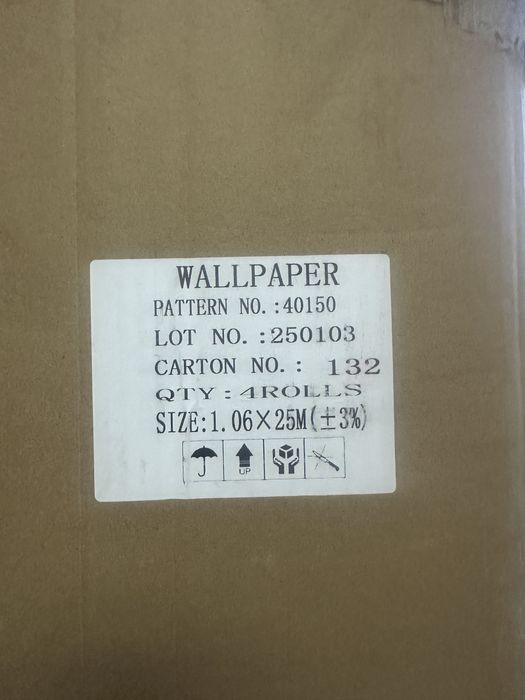 WALLPAPER
PATTERN NO.:40150
LOT NO.:250103
CARTON NO.: 132
QTY:4ROLLS
SIZE:1.06×25M(±3%)
UP